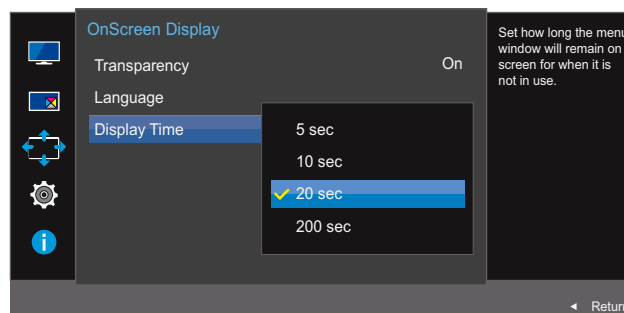 OnScreen Display
Transparency On
Language
Display Time
5 sec
10 sec
20 sec
200 sec
Set how long the menu
window will remain on
screen for when it is
not in use.
Return